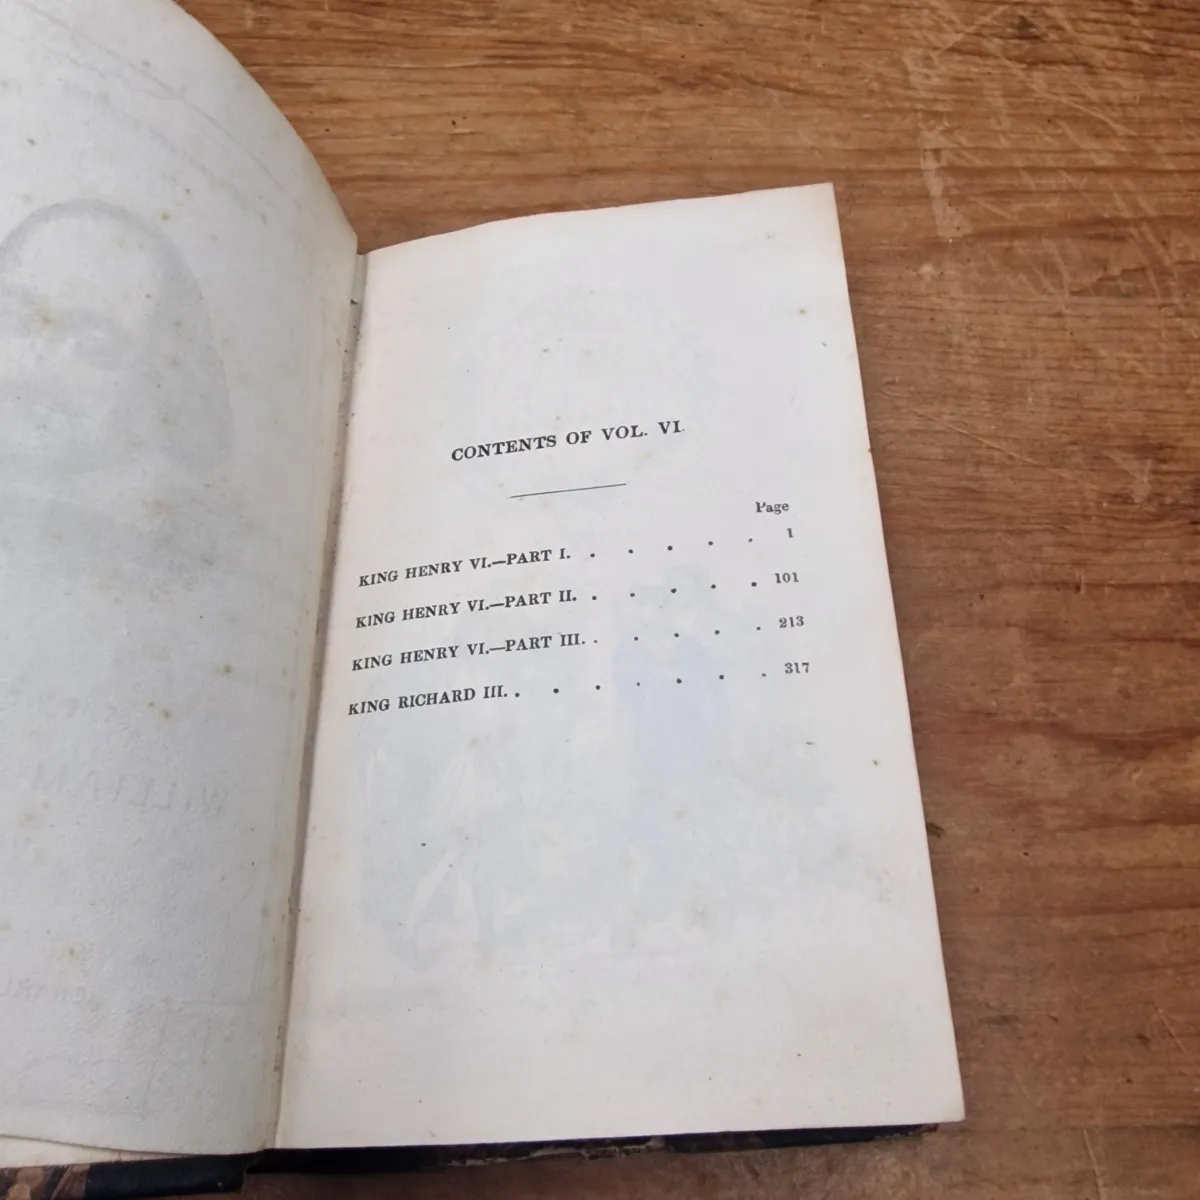 CONTENTS OF VOL. VI.
Page
KING HENRY VI.—PART I. . . . . . 1
KING HENRY VI.—PART II. . . . . . 101
KING HENRY VI.—PART III. . . . . . 213
KING RICHARD III. . . . . . . . 317